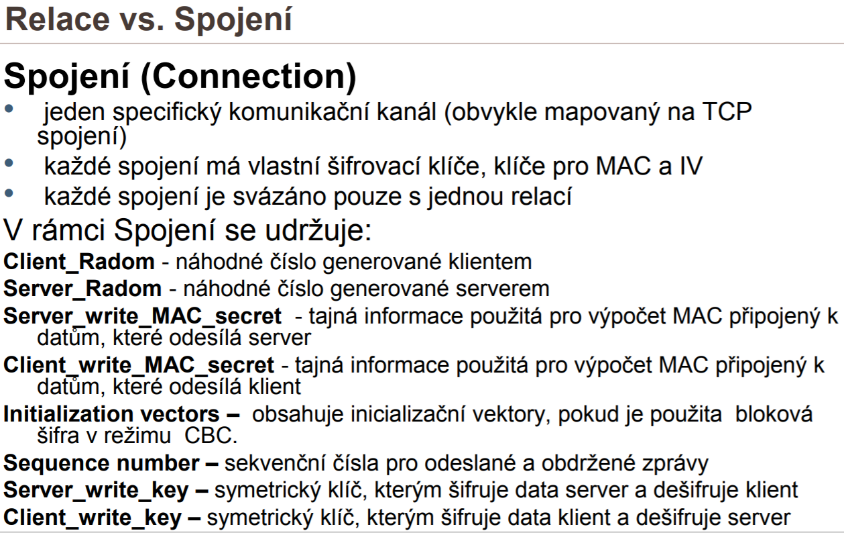 Relace vs. Spojení
Spojení (Connection)
• jeden specifický komunikační kanál (obvykle mapovaný na TCP
spojení)
• každé spojení má vlastní šifrovací klíče, klíče pro MAC a IV
• každé spojení je svázáno pouze s jednou relací
V rámci Spojení se udržuje:
Client_Radom - náhodné číslo generované klientem
Server_Radom - náhodné číslo generované serverem
Server_write_MAC_secret - tajná informace použitá pro výpočet MAC připojený k
datům, které odesílá server
Client_write_MAC_secret - tajná informace použitá pro výpočet MAC připojený k
datům, které odesílá klient
Initialization vectors – obsahuje inicializační vektory, pokud je použita bloková
šifra v režimu CBC.
Sequence number – sekvenční čísla pro odeslané a obdržené zprávy
Server_write_key – symetrický klíč, kterým šifruje data server a dešifruje klient
Client_write_key – symetrický klíč, kterým šifruje data klient a dešifruje server